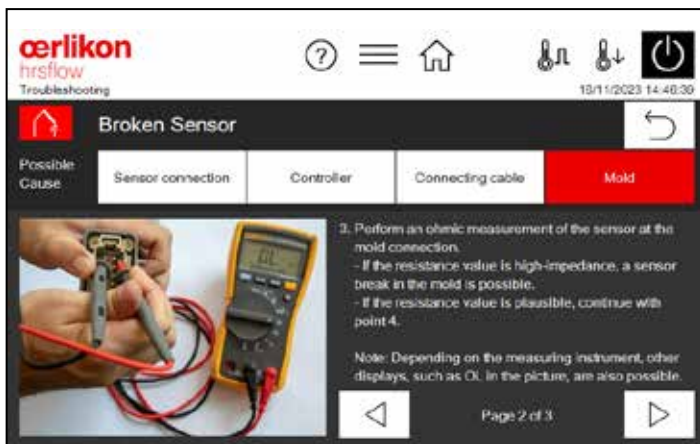 œrlikon
hrsflow
Troubleshooting
?
18/11/2023 14:46:39
Broken Sensor
Possible
Cause
Sensor connection
Controller
Connecting cable
Mold
3. Perform an ohmic measurement of the sensor at the
mold connection.
- If the resistance value is high-impedance, a sensor
break in the mold is possible.
- If the resistance value is plausible, continue with
point 4.
Note: Depending on the measuring instrument, other
displays, such as OL in the picture, are also possible.
OL
Page 2 of 3